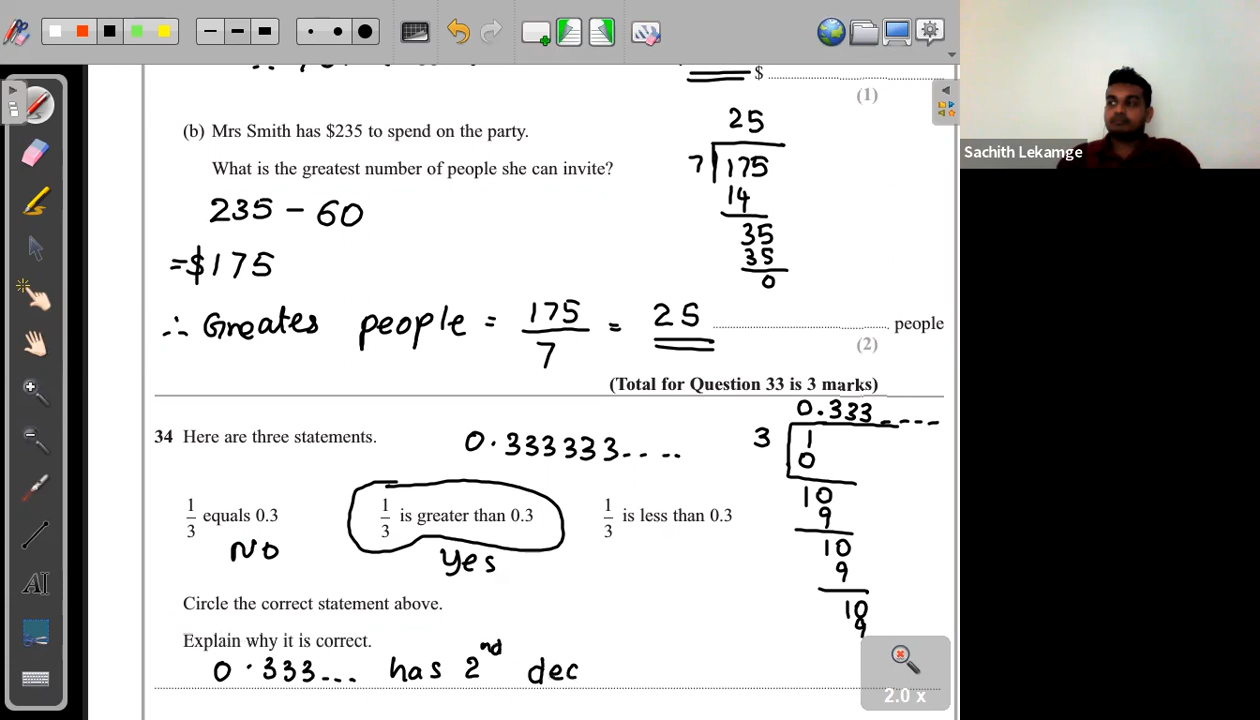 $
(1)
(b) Mrs Smith has $235 to spend on the party.
What is the greatest number of people she can invite?
235 - 60
= $175
25
7 175
14
35
35
0
∴ Greates people = 175/7 = 25 people
(2)
(Total for Question 33 is 3 marks)
34 Here are three statements.
0.333333....
1/3 equals 0.3
1/3 is greater than 0.3
1/3 is less than 0.3
NO
Yes
0.333....
3 1
0
10
9
10
9
10
9
Circle the correct statement above.
Explain why it is correct.
0.333... has 2nd dec
Sachith Lekamge
AI
2.0 x